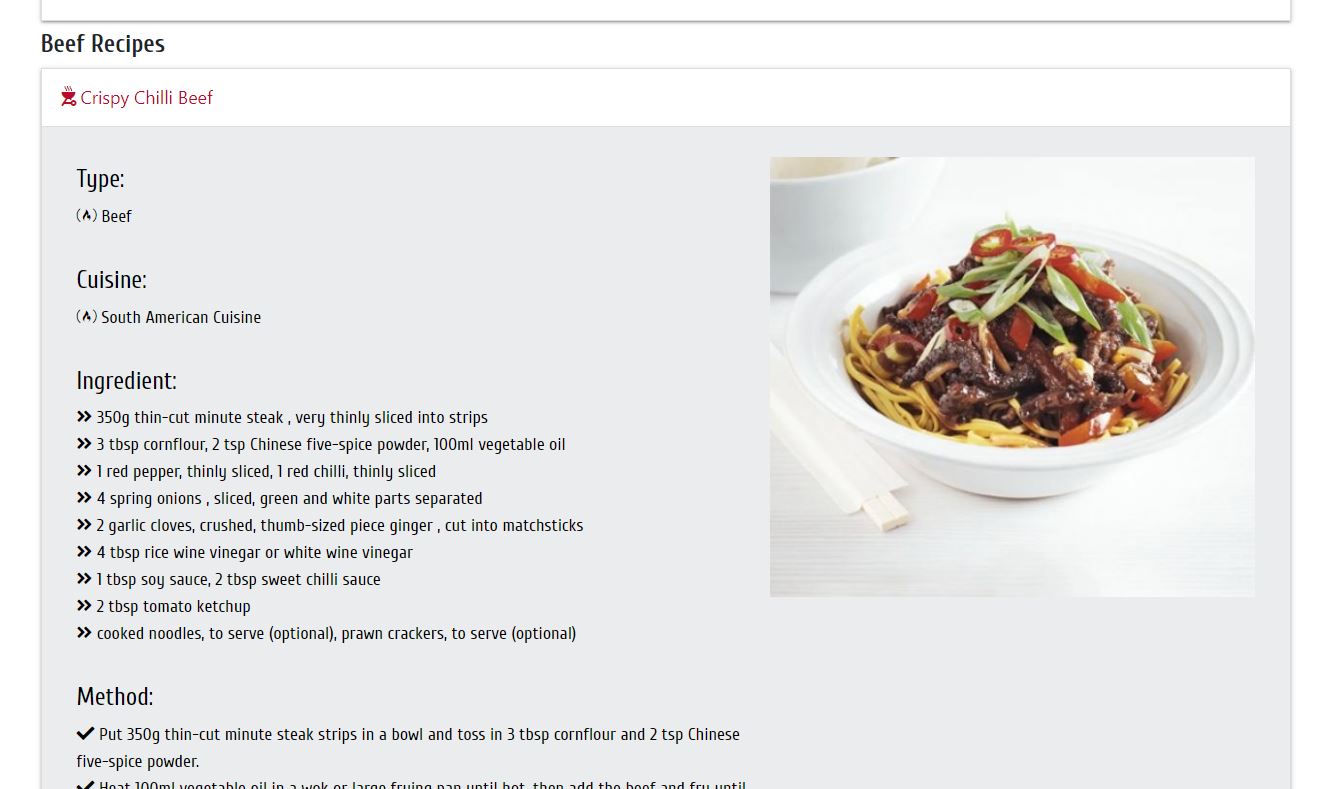 Beef Recipes
Crispy Chilli Beef
Type:
Beef
Cuisine:
South American Cuisine
Ingredient:
350g thin-cut minute steak , very thinly sliced into strips
3 tbsp cornflour, 2 tsp Chinese five-spice powder, 100ml vegetable oil
1 red pepper, thinly sliced, 1 red chilli, thinly sliced
4 spring onions , sliced, green and white parts separated
2 garlic cloves, crushed, thumb-sized piece ginger , cut into matchsticks
4 tbsp rice wine vinegar or white wine vinegar
1 tbsp soy sauce, 2 tbsp sweet chilli sauce
2 tbsp tomato ketchup
cooked noodles, to serve (optional), prawn crackers, to serve (optional)
Method:
Put 350g thin-cut minute steak strips in a bowl and toss in 3 tbsp cornflour and 2 tsp Chinese
five-spice powder.
Heat 100ml vegetable oil in a wok or large frying pan until hot, then add the beef and fry until